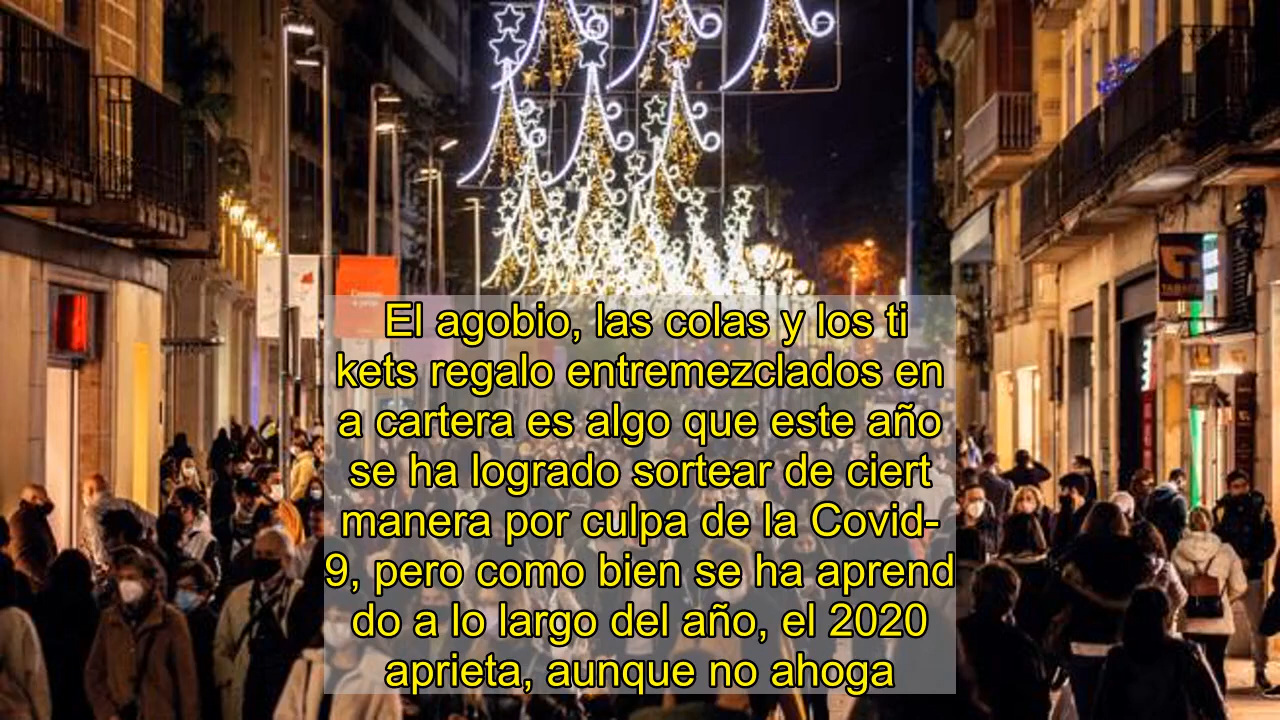 El agobio, las colas y los ti
kets regalo entremezclados en
a cartera es algo que este año
se ha logrado sortear de ciert
manera por culpa de la Covid-
9, pero como bien se ha aprend
do a lo largo del año, el 2020
aprieta, aunque no ahoga